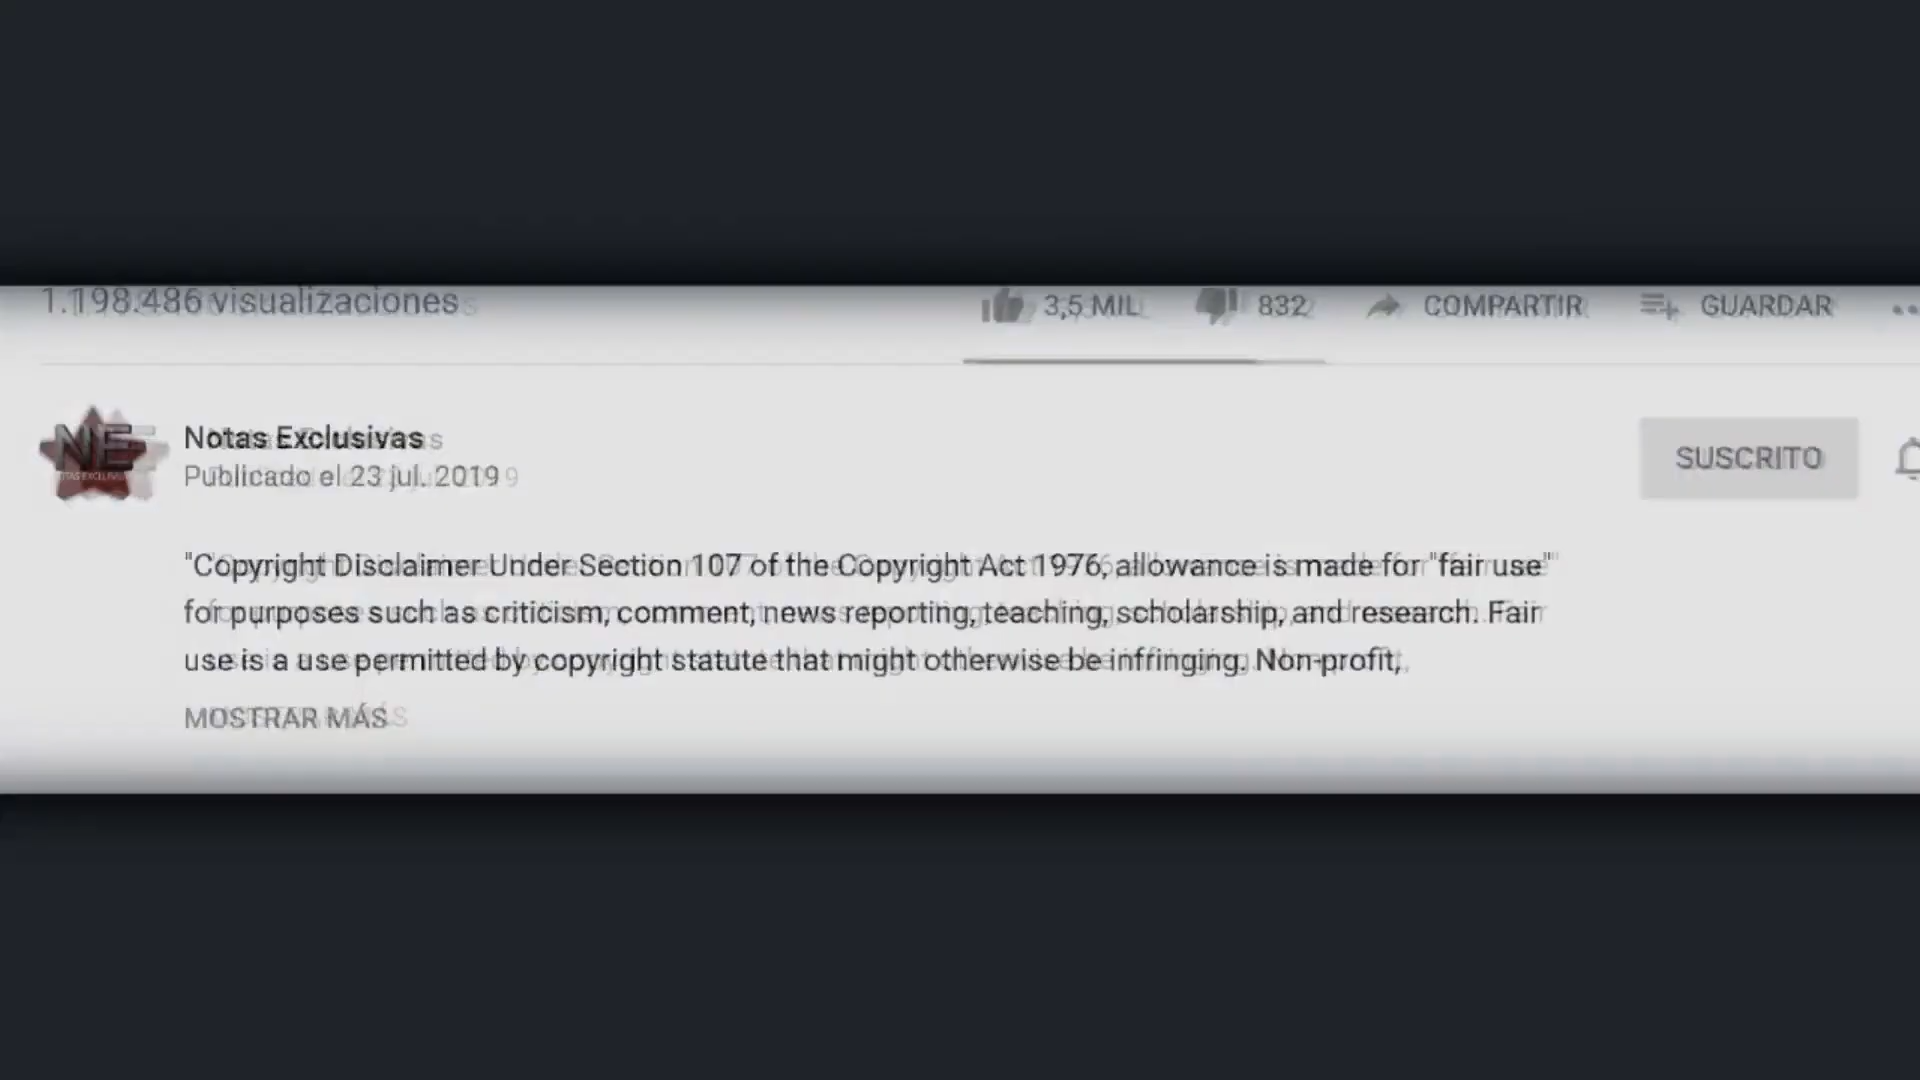 1.198.486 visualizaciones
3,5 MIL
832
COMPARTIR
GUARDAR
NE
Notas Exclusivas
Publicado el 23 jul. 2019
SUSCRITO
"Copyright Disclaimer Under Section 107 of the Copyright Act 1976, allowance is made for "fair use"
for purposes such as criticism, comment, news reporting, teaching, scholarship, and research. Fair
use is a use permitted by copyright statute that might otherwise be infringing. Non-profit,
MOSTRAR MÁS